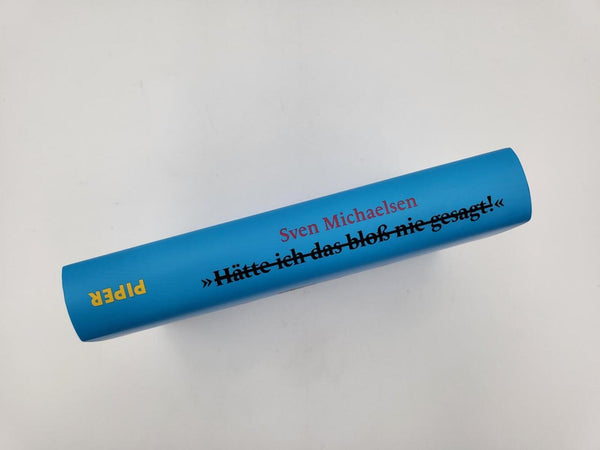 Sven Michaelsen
»Hätte ich das bloß nie gesagt!«
PIPER